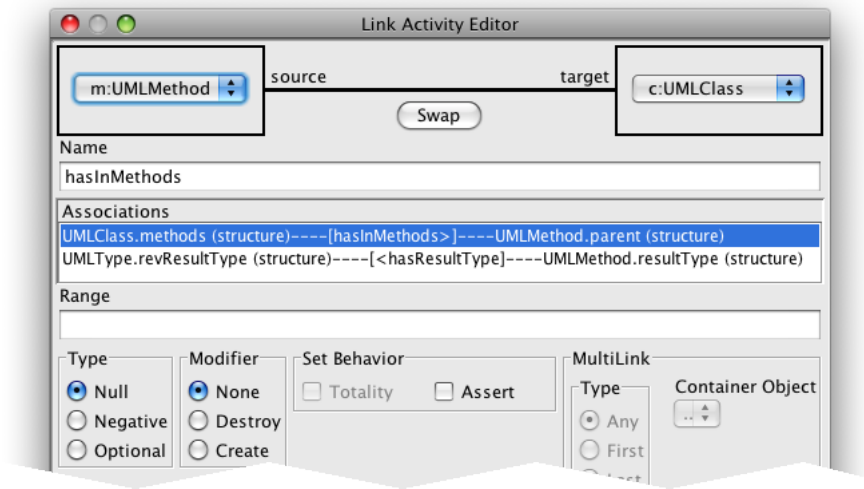 Link Activity Editor
m:UMLMethod source target c:UMLClass
Swap
Name
hasInMethods
Associations
UMLClass.methods (structure)----[hasInMethods>]----UMLMethod.parent (structure)
UMLType.revResultType (structure)----[<hasResultType]----UMLMethod.resultType (structure)
Range
Type Modifier Set Behavior MultiLink
Null None Totality Assert Type Container Object
Negative Destroy Any ..
Optional Create First
Last